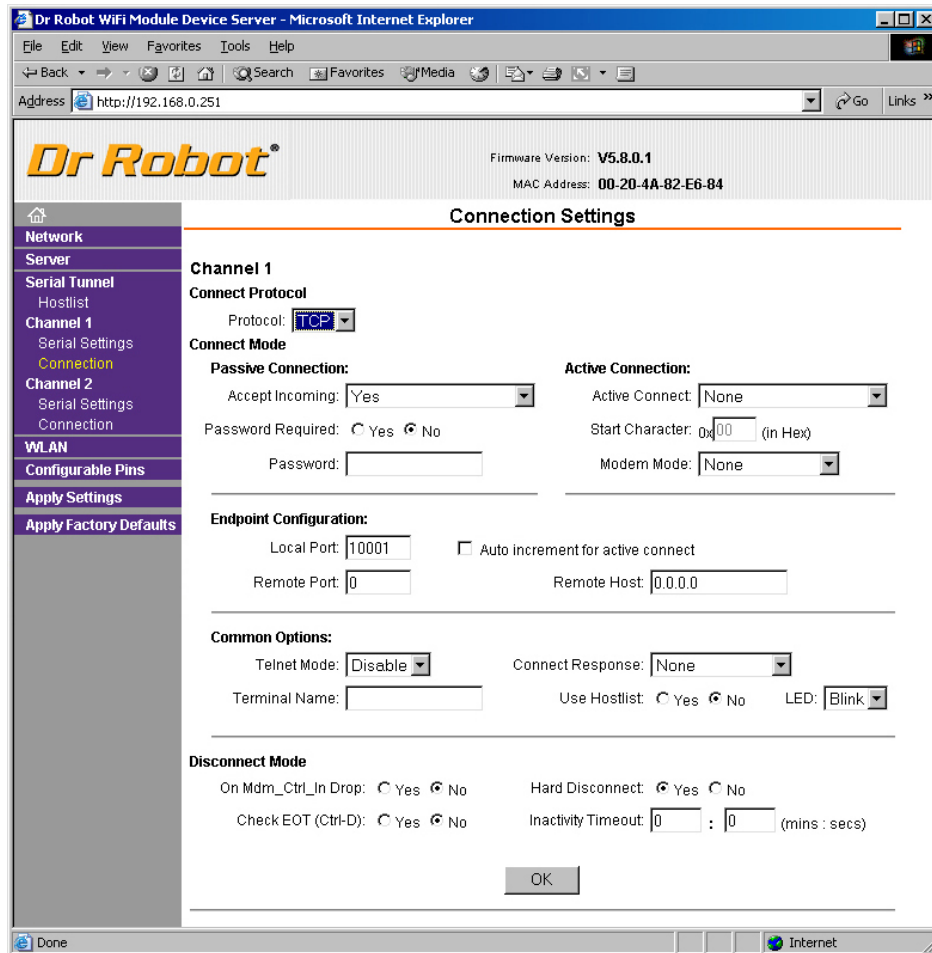 Dr Robot WiFi Module Device Server - Microsoft Internet Explorer
File Edit View Favorites Tools Help
Back Search Favorites Media
Address http://192.168.0.251 Go Links »
Dr Robot®
Firmware Version: V5.8.0.1
MAC Address: 00-20-4A-82-E6-84
Network
Server
Serial Tunnel
Hostlist
Channel 1
Serial Settings
Connection
Channel 2
Serial Settings
Connection
WLAN
Configurable Pins
Apply Settings
Apply Factory Defaults
Connection Settings
Channel 1
Connect Protocol
Protocol: TCP
Connect Mode
Passive Connection: Active Connection:
Accept Incoming: Yes Active Connect: None
Password Required: Yes No Start Character: 0x 00 (in Hex)
Password: Modem Mode: None
Endpoint Configuration:
Local Port: 10001 Auto increment for active connect
Remote Port: 0 Remote Host: 0.0.0.0
Common Options:
Telnet Mode: Disable Connect Response: None
Terminal Name: Use Hostlist: Yes No LED: Blink
Disconnect Mode
On Mdm_Ctrl_In Drop: Yes No Hard Disconnect: Yes No
Check EOT (Ctrl-D): Yes No Inactivity Timeout: 0 : 0 (mins : secs)
OK
Done Internet